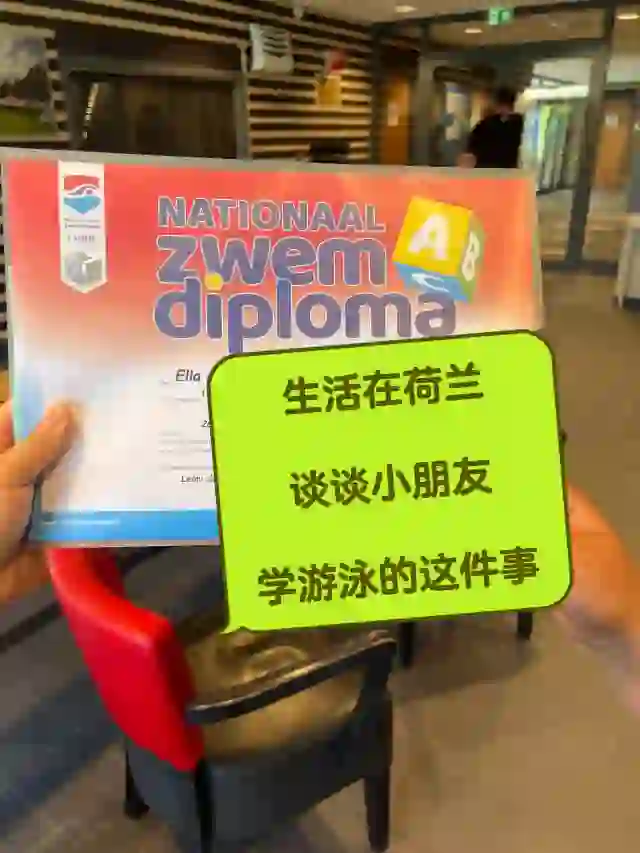 NATIONAAL
zwem
diploma
A B
C
Ella
生活在荷兰
谈谈小朋友
学游泳的这件事